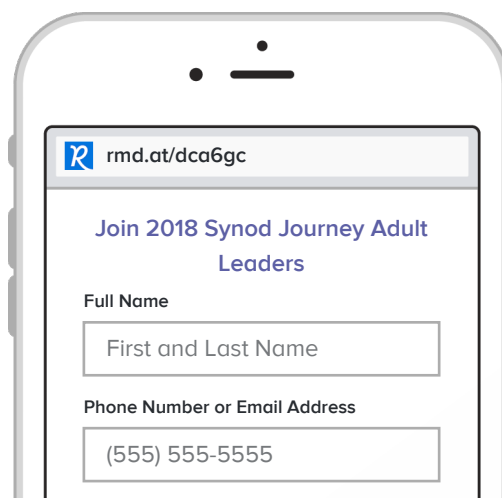 rmd.at/dca6gc
Join 2018 Synod Journey Adult
Leaders
Full Name
First and Last Name
Phone Number or Email Address
(555) 555-5555